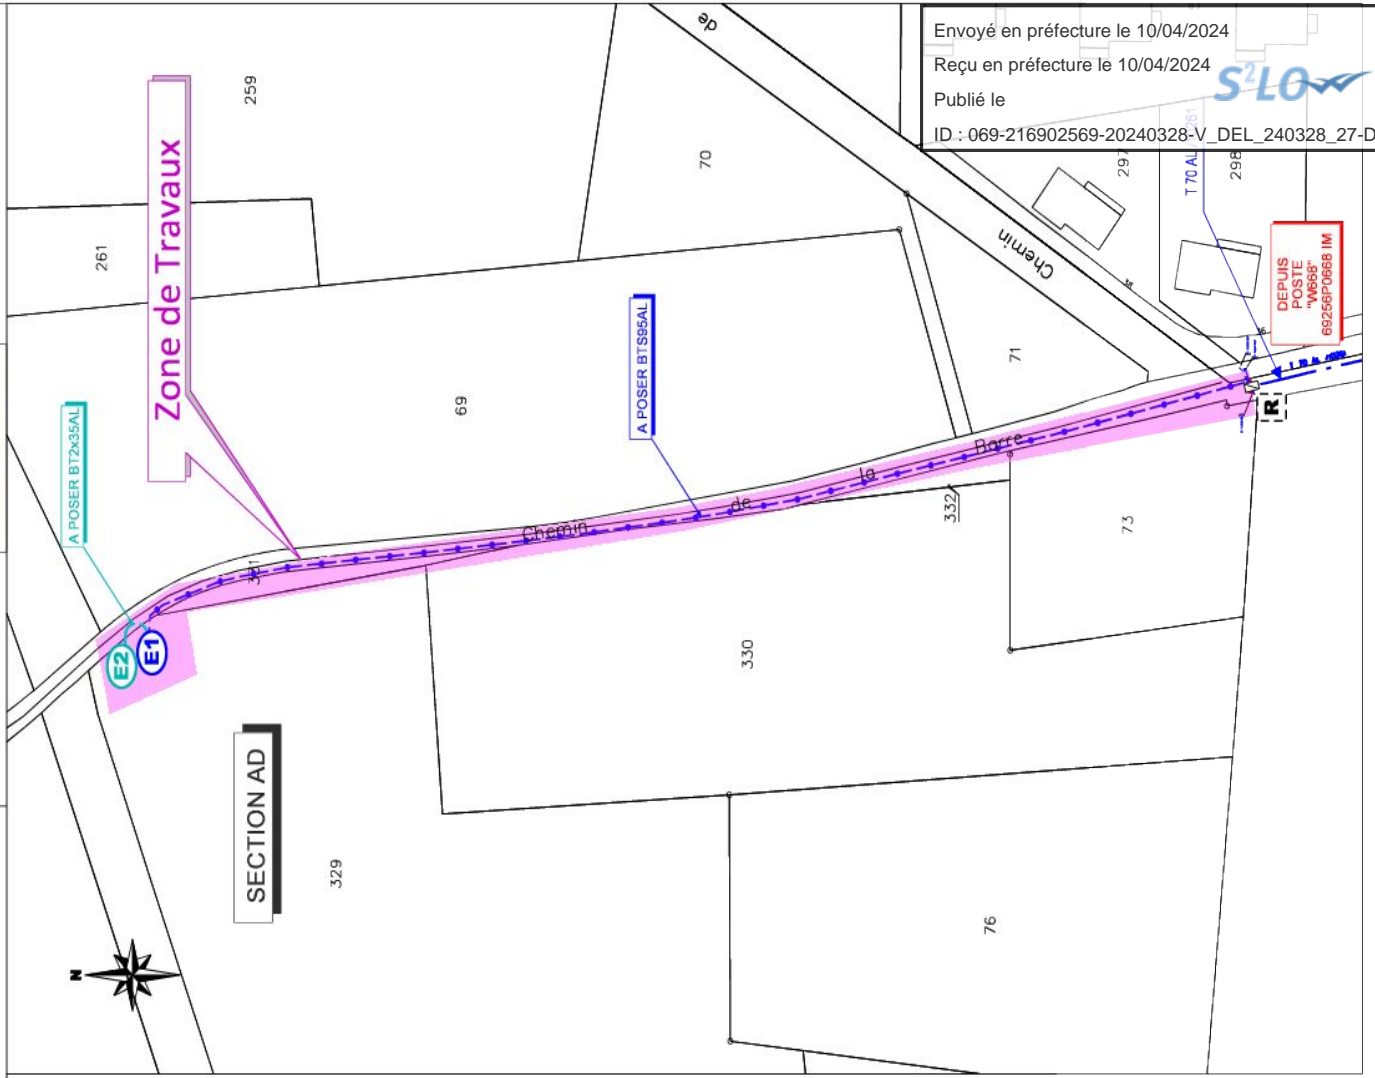 Envoyé en préfecture le 10/04/2024
Reçu en préfecture le 10/04/2024
Publié le
S²LO
ID : 069-216902569-20240328-V_DEL_240328_27-D
de
259
Zone de Travaux
261
70
297
298
T 70 AL
Chemin
DEPUIS
POSTE
"W668"
69256P0668 IM
A POSER BTS95AL
71
69
A POSER BT2x35AL
R
Chemin de la Barre
332
73
E2
E1
330
SECTION AD
329
76
N